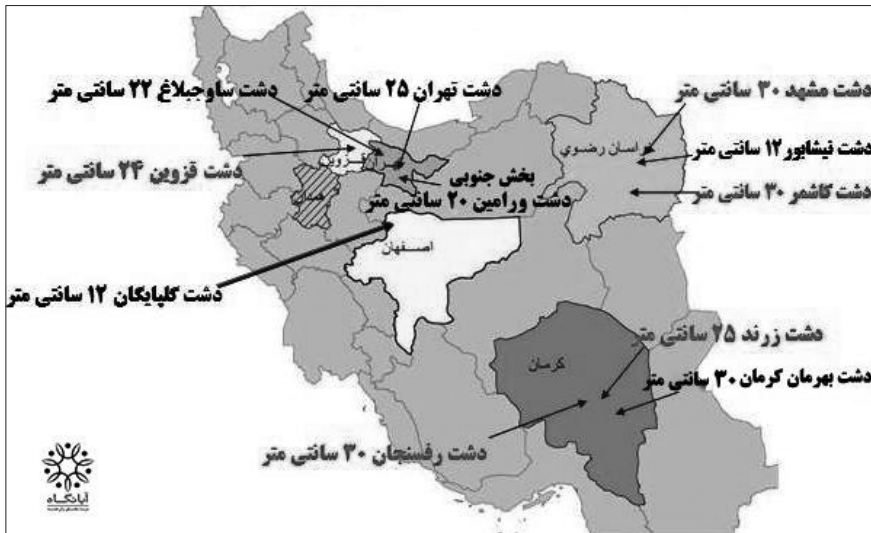 دشت ساوجبلاغ ۲۲ سانتی متر
دشت تهران ۲۵ سانتی متر
دشت مشهد ۳۰ سانتی متر
دشت نیشابور ۱۲ سانتی متر
دشت کاشمر ۳۰ سانتی متر
راسان رضوي
دشت قزوین ۲۴ سانتی متر
قزوین
بخش جنوبی
دشت ورامین ۲۰ سانتی متر
اصفهان
دشت گلپایگان ۱۲ سانتی متر
دشت زرند ۲۵ سانتی متر
کرمان
دشت بهرمان کرمان ۳۰ سانتی متر
دشت رفسنجان ۳۰ سانتی متر
آبانگاه